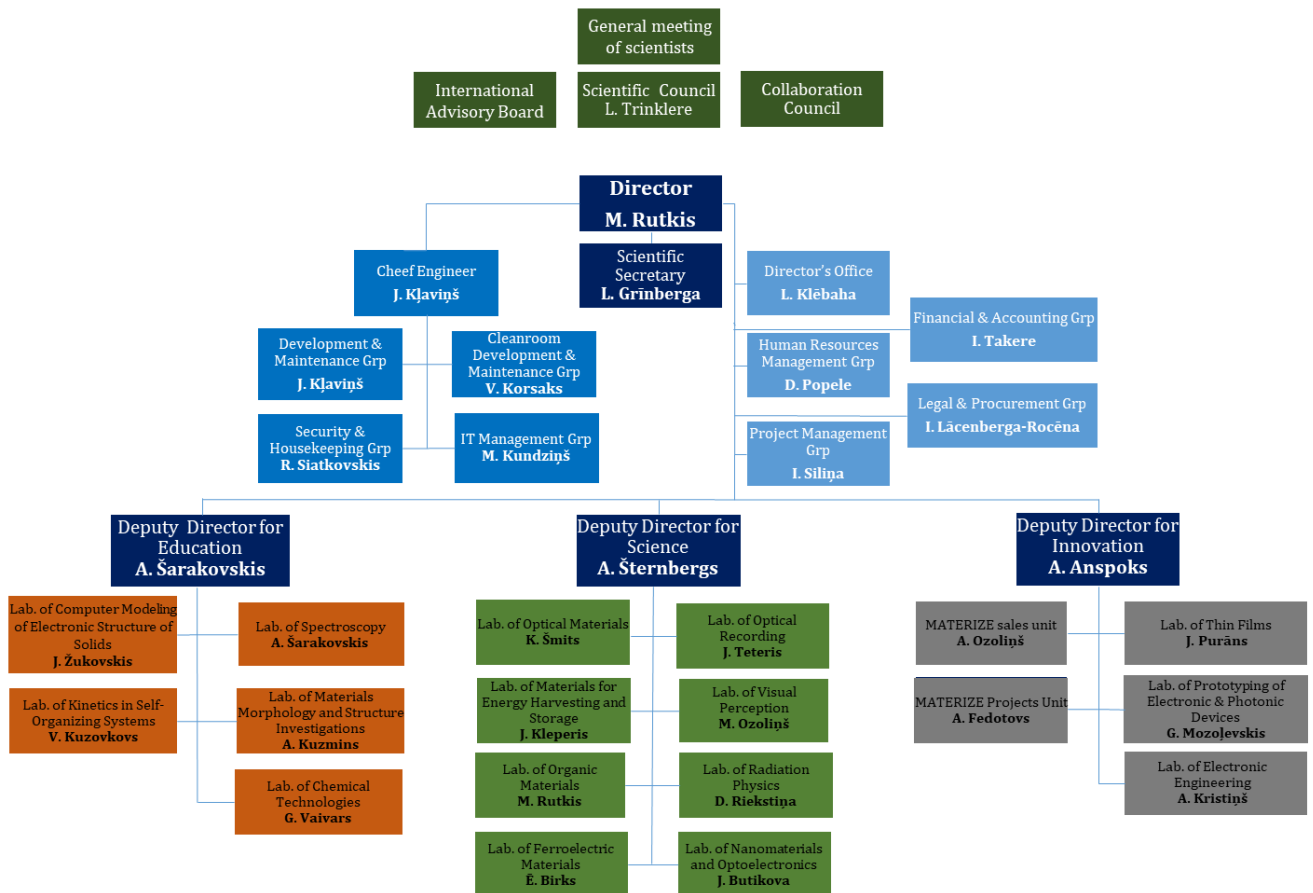 General meeting
of scientists
International
Advisory Board
Scientific Council
L. Trinklere
Collaboration
Council
Director
M. Rutkis
Scientific
Secretary
L. Grīnberga
Cheef Engineer
J. Kļaviņš
Director's Office
L. Klēbaha
Financial & Accounting Grp
I. Takere
Development &
Maintenance Grp
J. Kļaviņš
Cleanroom
Development &
Maintenance Grp
V. Korsaks
Human Resources
Management Grp
D. Popele
Legal & Procurement Grp
I. Lācenberga-Rocēna
Security &
Housekeeping Grp
R. Siatkovskis
IT Management Grp
M. Kundziņš
Project Management
Grp
I. Siliņa
Deputy Director for
Education
A. Šarakovskis
Deputy Director for
Science
A. Šternbergs
Deputy Director for
Innovation
A. Anspoks
Lab. of Computer Modeling
of Electronic Structure of
Solids
J. Žukovskis
Lab. of Spectroscopy
A. Šarakovskis
Lab. of Kinetics in Self-
Organizing Systems
V. Kuzovkovs
Lab. of Materials
Morphology and Structure
Investigations
A. Kuzmins
Lab. of Chemical
Technologies
G. Vaivars
Lab. of Optical Materials
K. Šmits
Lab. of Optical
Recording
J. Teteris
Lab. of Materials for
Energy Harvesting and
Storage
J. Kleperis
Lab. of Visual
Perception
M. Ozoliņš
Lab. of Organic
Materials
M. Rutkis
Lab. of Radiation
Physics
D. Riekstiņa
Lab. of Ferroelectric
Materials
Ē. Birks
Lab. of Nanomaterials
and Optoelectronics
J. Butikova
MATERIZE sales unit
A. Ozoliņš
Lab. of Thin Films
J. Purāns
MATERIZE Projects Unit
A. Fedotovs
Lab. of Prototyping of
Electronic & Photonic
Devices
G. Mozoļevskis
Lab. of Electronic
Engineering
A. Kristiņš